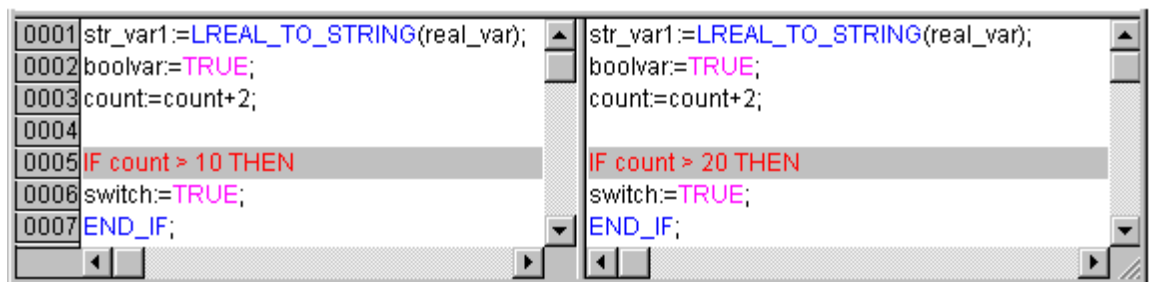 0001 str_var1:=LREAL_TO_STRING(real_var);
0002 boolvar:=TRUE;
0003 count:=count+2;
0004
0005 IF count > 10 THEN
0006 switch:=TRUE;
0007 END_IF;
str_var1:=LREAL_TO_STRING(real_var);
boolvar:=TRUE;
count:=count+2;
IF count > 20 THEN
switch:=TRUE;
END_IF;